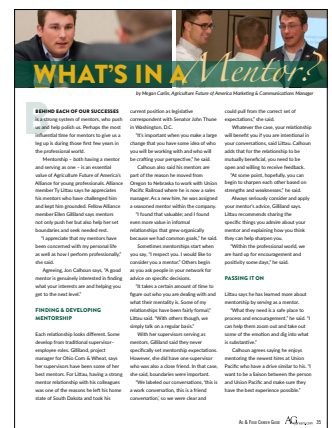 WHAT'S IN A Mentor?
by Megan Carlin, Agriculture Future of America Marketing & Communications Manager
BEHIND EACH OF OUR SUCCESSES
is a strong system of mentors, who push
us and help polish us. Perhaps the most
influential time for mentors to give us a
leg up is during those first few years in
the professional world.
Mentorship – both having a mentor
and serving as one – is an essential
value of Agriculture Future of America's
Alliance for young professionals. Alliance
member Ty Littau says he appreciates
his mentors who have challenged him
and kept him grounded. Fellow Alliance
member Ellen Gilliland says mentors
not only push her but also help her set
boundaries and seek needed rest.
"I appreciate that my mentors have
been concerned with my personal life
as well as how I perform professionally,"
she said.
Agreeing, Jon Calhoun says, "A good
mentor is genuinely interested in finding
what your interests are and helping you
get to the next level."
FINDING & DEVELOPING
MENTORSHIP
Each relationship looks different. Some
develop from traditional supervisor-
employee roles. Gilliland, project
manager for Ohio Corn & Wheat, says
her supervisors have been some of her
best mentors. For Littau, having a strong
mentor relationship with his colleagues
was one of the reasons he left his home
state of South Dakota and took his
current position as legislative
correspondent with Senator John Thune
in Washington, D.C.
"It's important when you make a large
change that you have some idea of who
you will be working with and who will
be crafting your perspective," he said.
Calhoun also said his mentors are
part of the reason he moved from
Oregon to Nebraska to work with Union
Pacific Railroad where he is now a sales
manager. As a new hire, he was assigned
a seasoned mentor within the company.
"I found that valuable; and I found
even more value in informal
relationships that grew organically
because we had common goals," he said.
Sometimes mentorships start when
you say, "I respect you. I would like to
consider you a mentor." Others begin
as you ask people in your network for
advice on specific decisions.
"It takes a certain amount of time to
figure out who you are dealing with and
what their mentality is. Some of my
relationships have been fairly formal,"
Littau said. "With others though, we
simply talk on a regular basis."
With her supervisors serving as
mentors, Gilliland said they never
specifically set mentorship expectations.
However, she did have one supervisor
who was also a close friend. In that case,
she said, boundaries were important.
"We labeled our conversations, 'this is
a work conversation, this is a friend
conversation,' so we were clear and
could pull from the correct set of
expectations," she said.
Whatever the case, your relationship
will benefit you if you are intentional in
your conversations, said Littau. Calhoun
adds that for the relationship to be
mutually beneficial, you need to be
open and willing to receive feedback.
"At some point, hopefully, you can
begin to sharpen each other based on
strengths and weaknesses," he said.
Always seriously consider and apply
your mentor's advice, Gilliland says.
Littau recommends sharing the
specific things you admire about your
mentor and explaining how you think
they can help sharpen you.
"Within the professional world, we
are hard up for encouragement and
positivity some days," he said.
PASSING IT ON
Littau says he has learned more about
mentorship by serving as a mentor.
"What they need is a safe place to
process and encouragement," he said. "I
can help them zoom out and take out
some of the emotion and dig into what
is substantive."
Calhoun agrees saying he enjoys
mentoring the newest hires at Union
Pacific who have a drive similar to his. "I
want to be a liaison between the person
and Union Pacific and make sure they
have the best experience possible."
AG & FOOD CAREER GUIDE
35